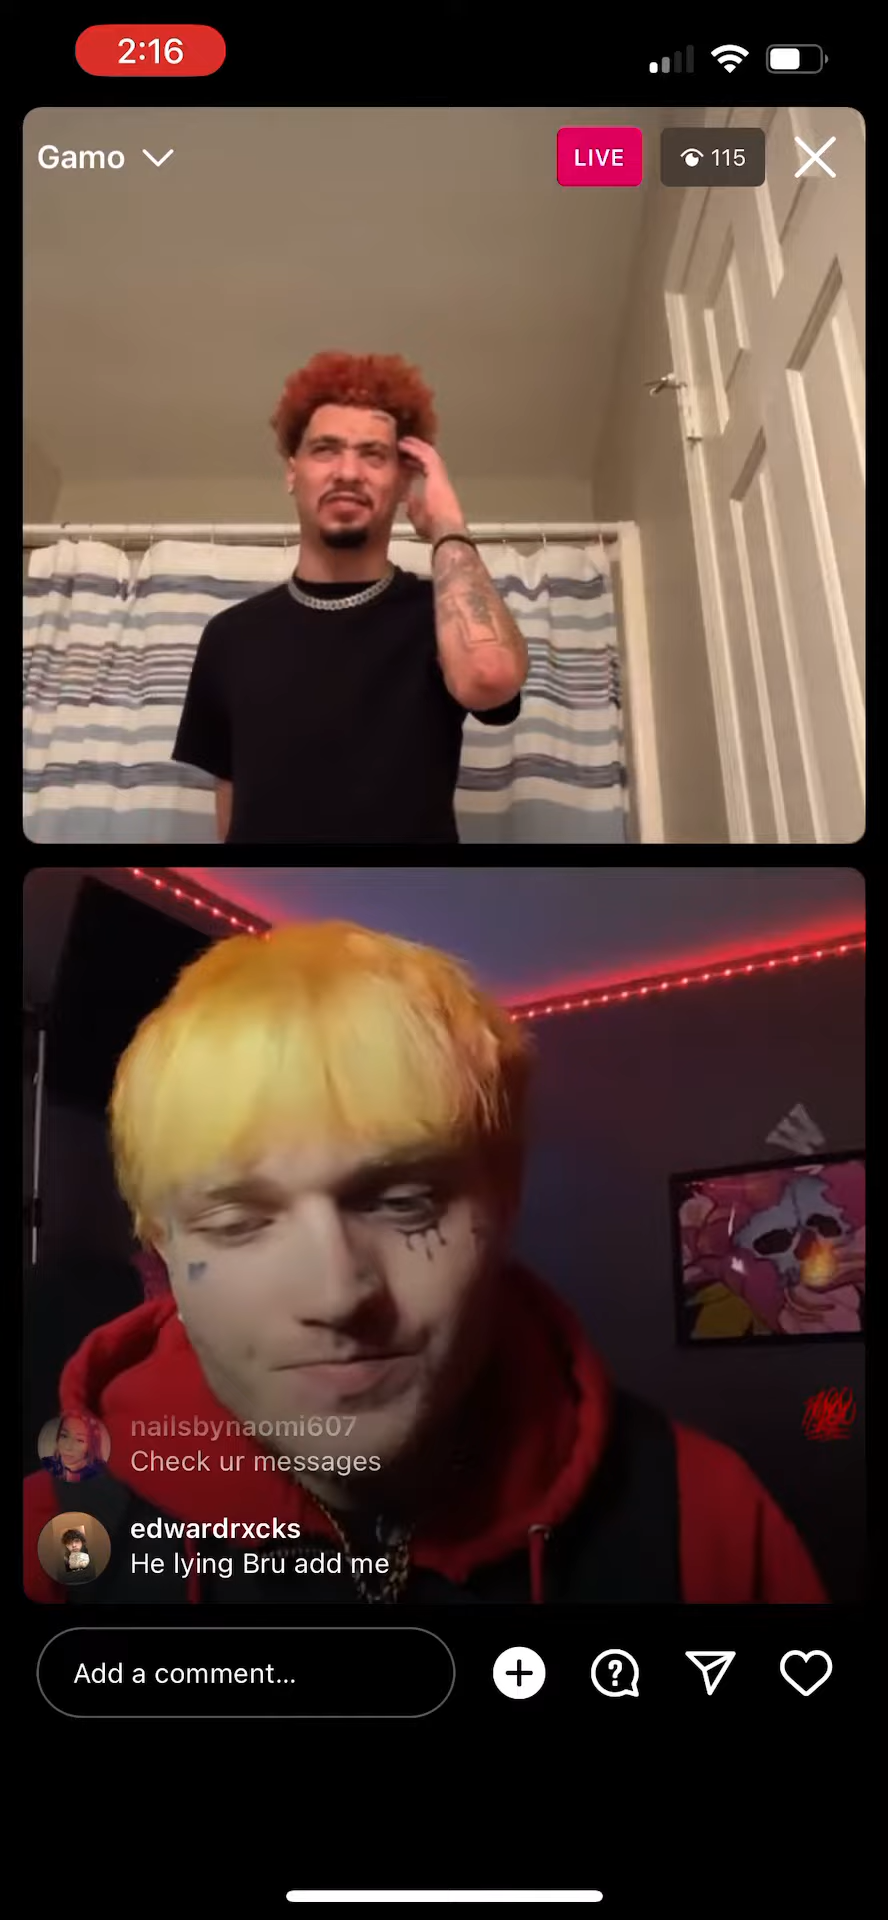 2:16
Gamo
LIVE
115
nailsbynaomi607
Check ur messages
edwardrxcks
He lying Bru add me
Add a comment...